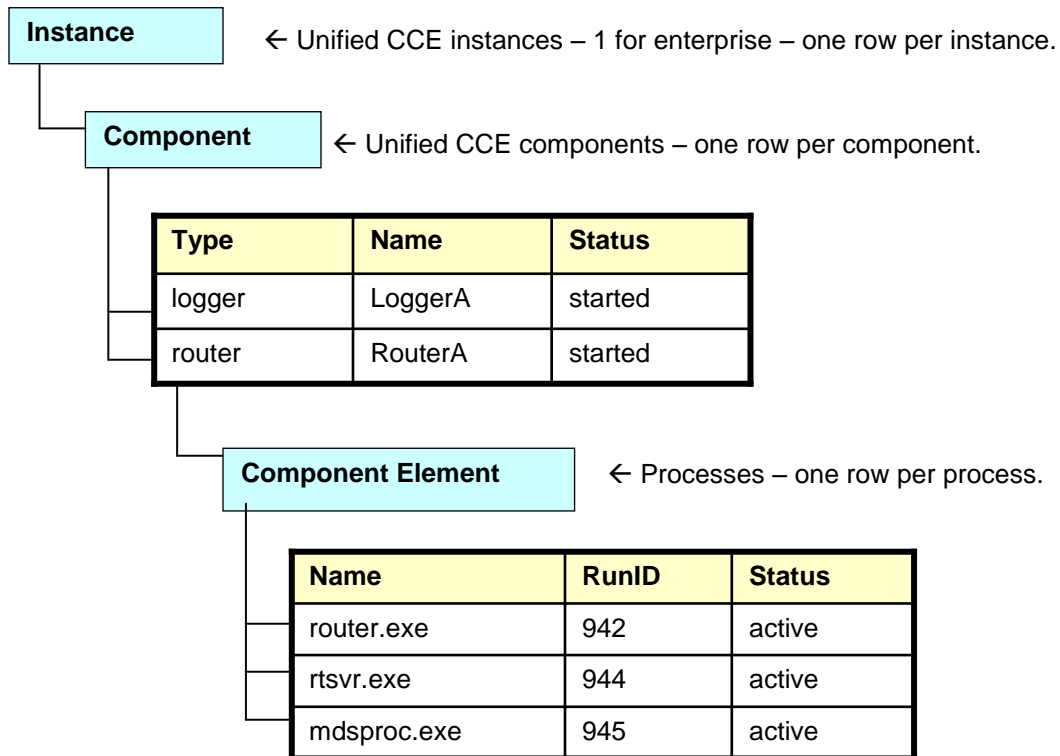 Instance ← Unified CCE instances – 1 for enterprise – one row per instance.
Component ← Unified CCE components – one row per component.
Type Name Status
logger LoggerA started
router RouterA started
Component Element ← Processes – one row per process.
Name RunID Status
router.exe 942 active
rtsvr.exe 944 active
mdsproc.exe 945 active